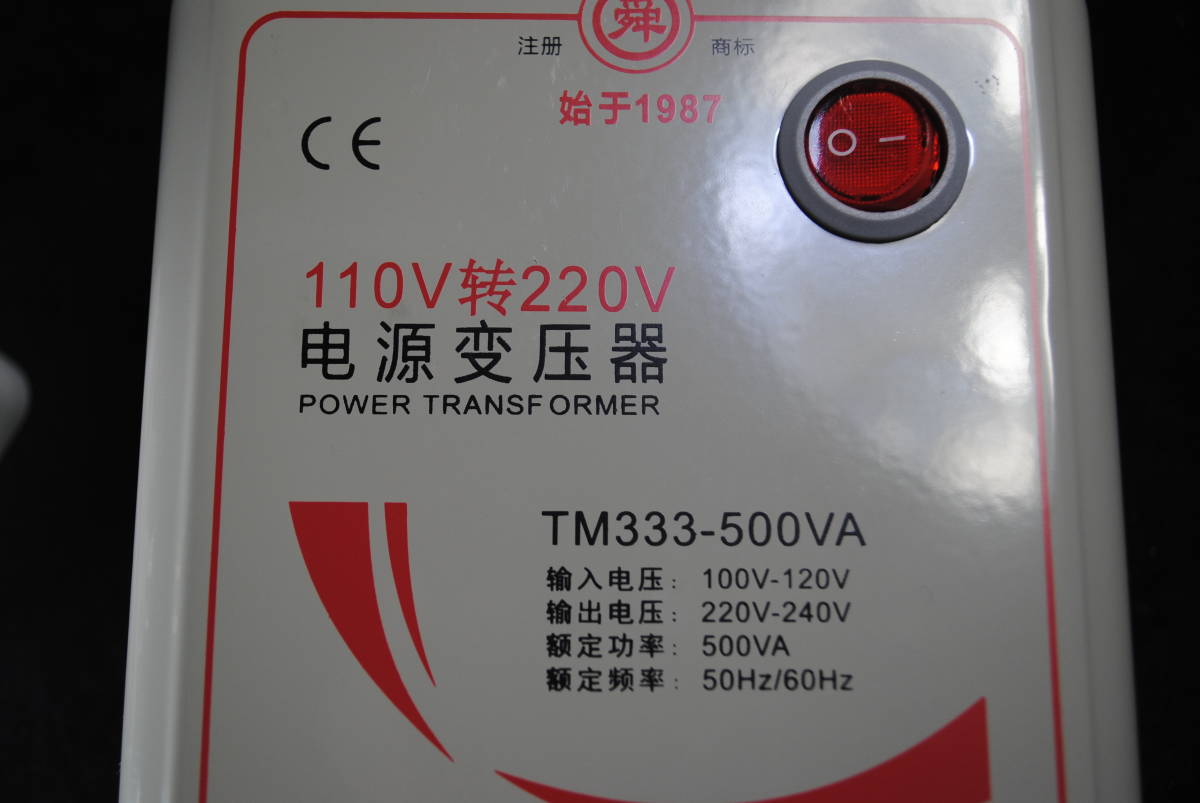 舜
注册 商标
始于1987
CE
110V转220V
电源变压器
POWER TRANSFORMER
TM333-500VA
输入电压：100V-120V
输出电压：220V-240V
额定功率：500VA
额定频率：50Hz/60Hz